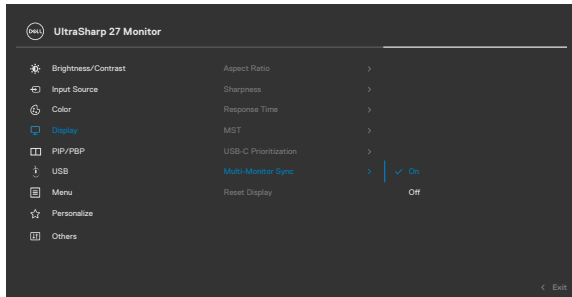 DELL UltraSharp 27 Monitor
Brightness/Contrast Aspect Ratio >
Input Source Sharpness >
Color Response Time >
Display MST >
PIP/PBP USB-C Prioritization >
USB Multi-Monitor Sync > ✓ On
Menu Reset Display Off
Personalize
Others
< Exit